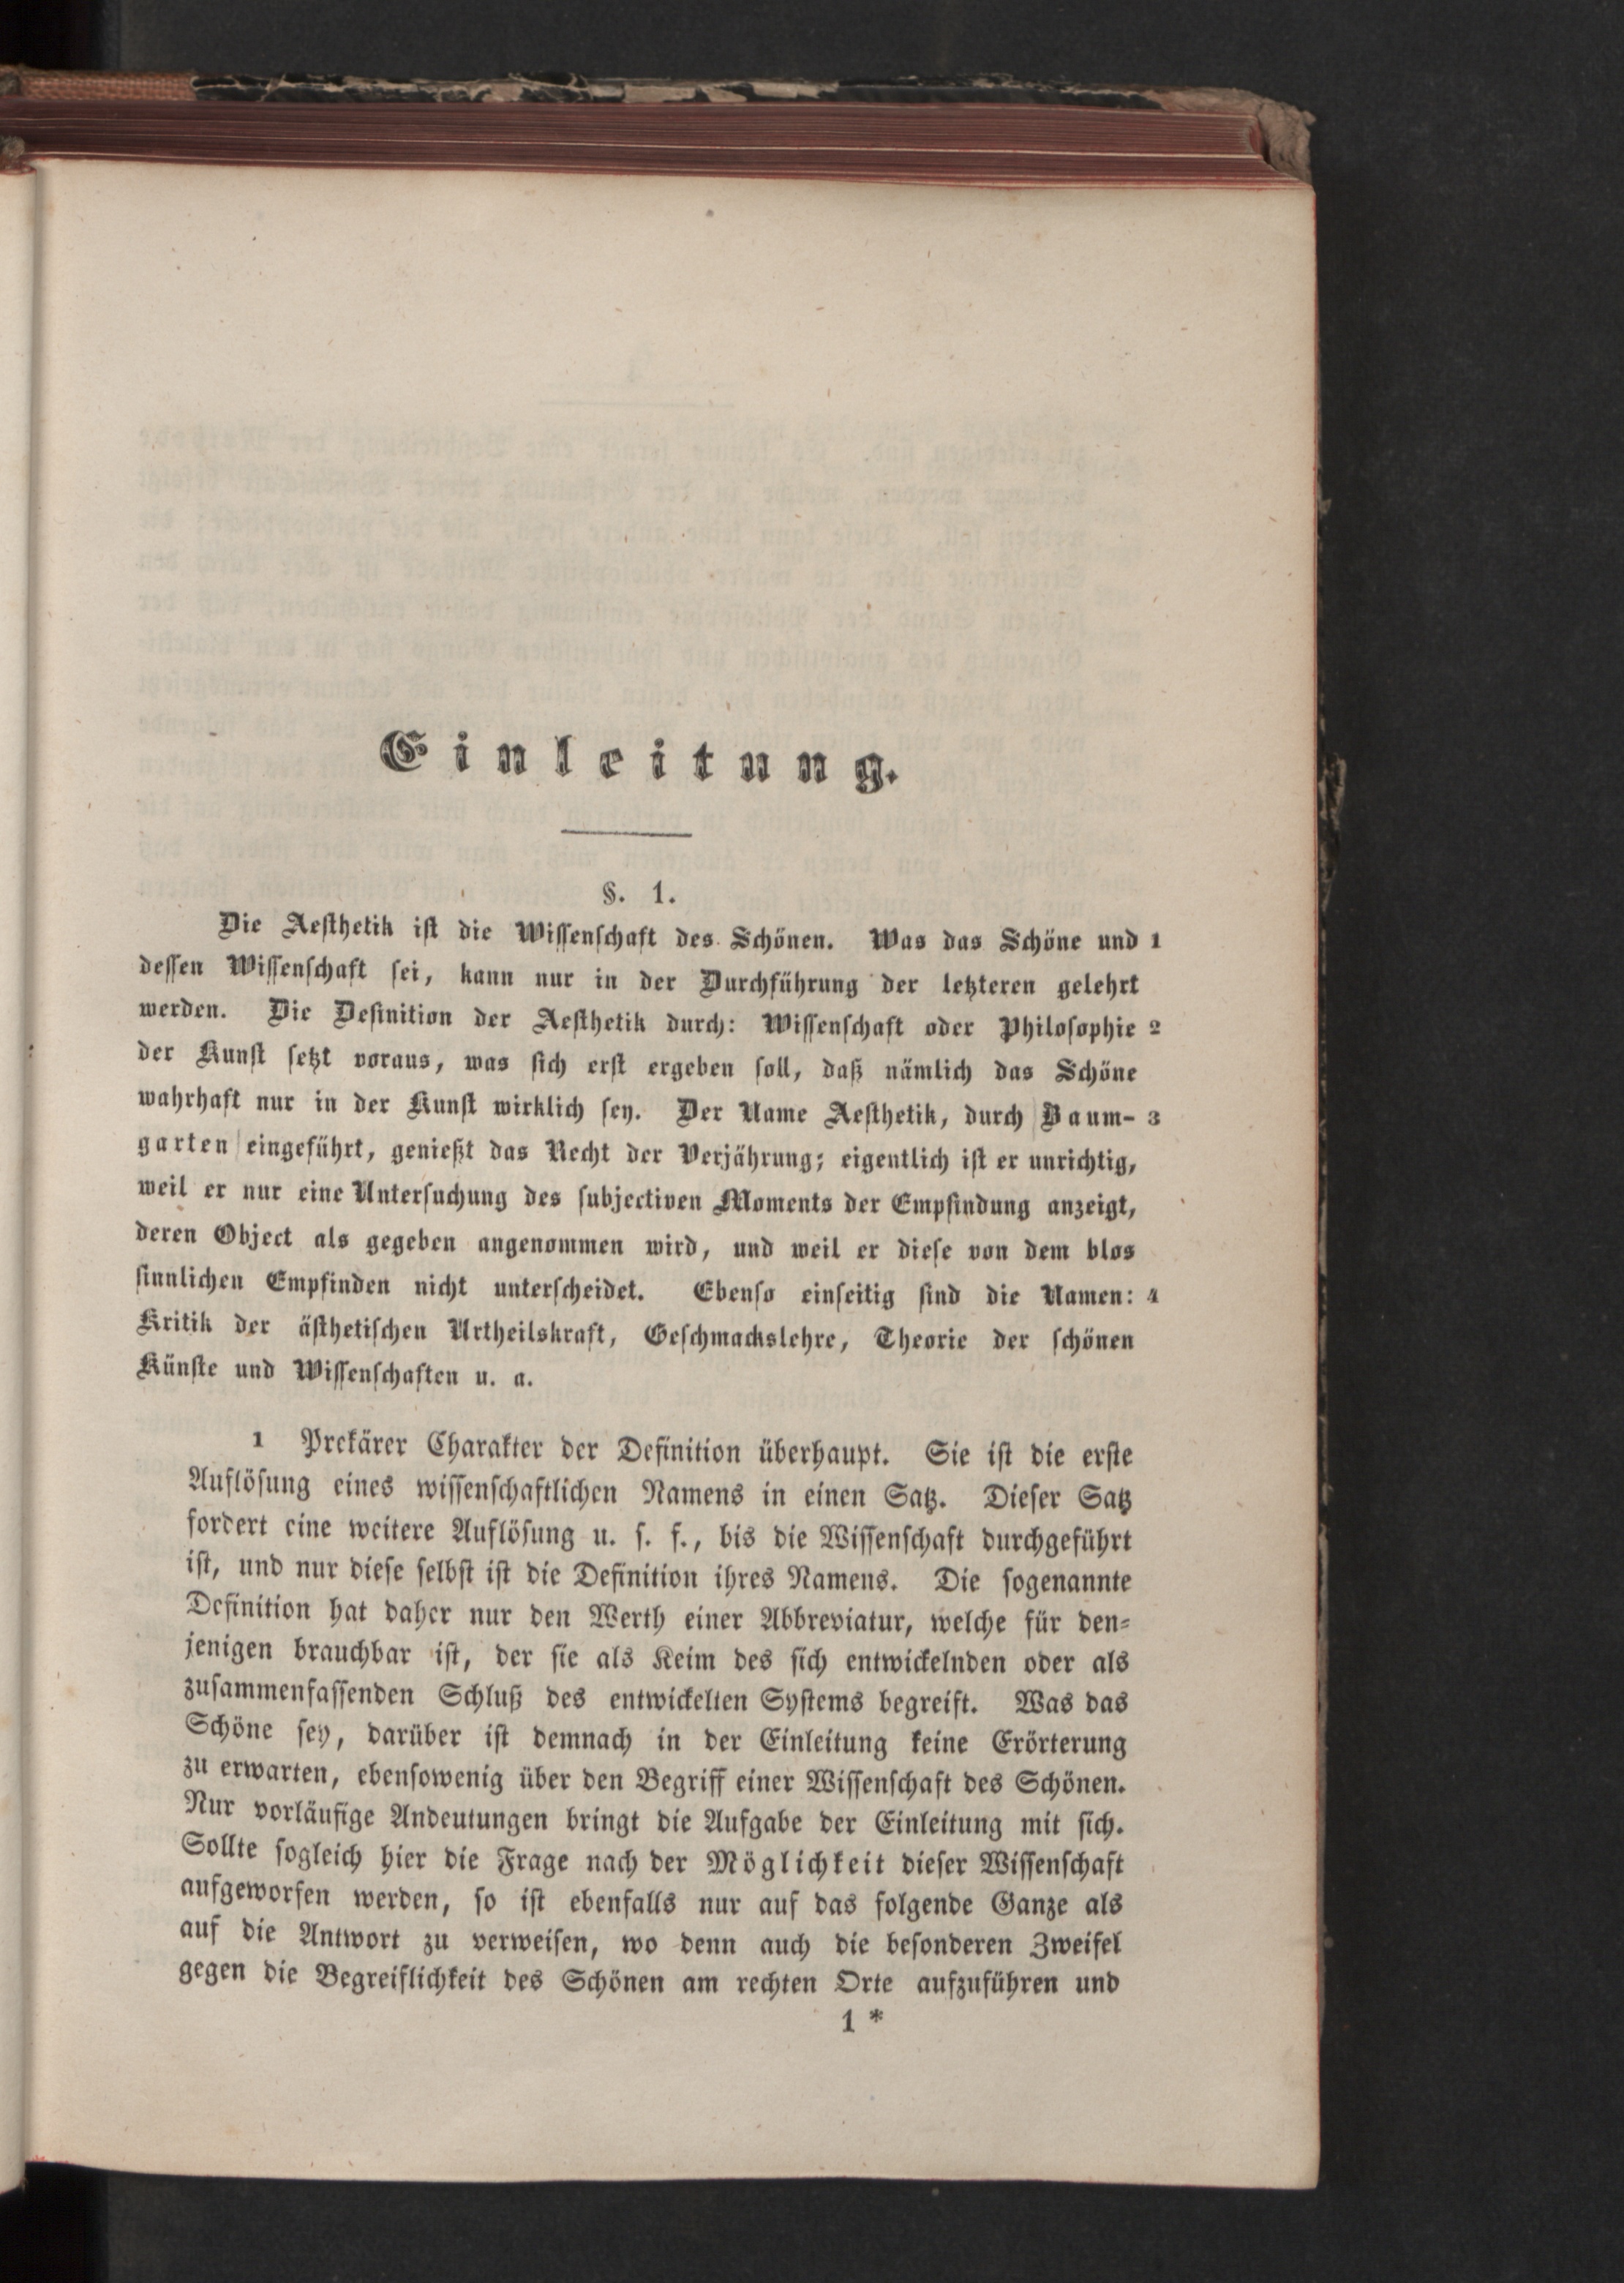 Einleitung.
§. 1.
Die Aesthetik ist die Wissenschaft des Schönen. Was das Schöne und 1
dessen Wissenschaft sei, kann nur in der Durchführung der letzteren gelehrt
werden. Die Definition der Aesthetik durch: Wissenschaft oder Philosophie 2
der Kunst setzt voraus, was sich erst ergeben soll, daß nämlich das Schöne
wahrhaft nur in der Kunst wirklich sey. Der Name Aesthetik, durch Baum- 3
garten eingeführt, genießt das Recht der Verjährung; eigentlich ist er unrichtig,
weil er nur eine Untersuchung des subjectiven Moments der Empfindung anzeigt,
deren Object als gegeben angenommen wird, und weil er diese von dem blos
sinnlichen Empfinden nicht unterscheidet. Ebenso einseitig sind die Namen: 4
Kritik der ästhetischen Urtheilskraft, Geschmackslehre, Theorie der schönen
Künste und Wissenschaften u. a.
1 Prekärer Charakter der Definition überhaupt. Sie ist die erste
Auflösung eines wissenschaftlichen Namens in einen Satz. Dieser Satz
fordert eine weitere Auflösung u. s. f., bis die Wissenschaft durchgeführt
ist, und nur diese selbst ist die Definition ihres Namens. Die sogenannte
Definition hat daher nur den Werth einer Abbreviatur, welche für den-
jenigen brauchbar ist, der sie als Keim des sich entwickelnden oder als
zusammenfassenden Schluß des entwickelten Systems begreift. Was das
Schöne sey, darüber ist demnach in der Einleitung keine Erörterung
zu erwarten, ebensowenig über den Begriff einer Wissenschaft des Schönen.
Nur vorläufige Andeutungen bringt die Aufgabe der Einleitung mit sich.
Sollte sogleich hier die Frage nach der Möglichkeit dieser Wissenschaft
aufgeworfen werden, so ist ebenfalls nur auf das folgende Ganze als
auf die Antwort zu verweisen, wo denn auch die besonderen Zweifel
gegen die Begreiflichkeit des Schönen am rechten Orte aufzuführen und
1 *